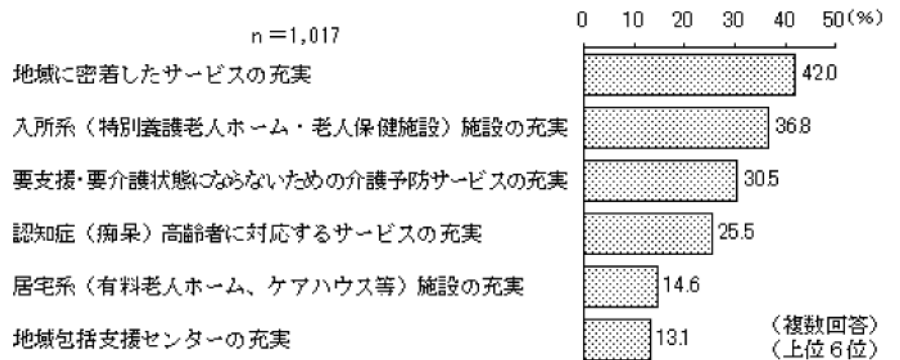 0 10 20 30 40 50(%)
n=1,017
地域に密着したサービスの充実 42.0
入所系（特別養護老人ホーム・老人保健施設）施設の充実 36.8
要支援・要介護状態にならないための介護予防サービスの充実 30.5
認知症（痴呆）高齢者に対応するサービスの充実 25.5
居宅系（有料老人ホーム、ケアハウス等）施設の充実 14.6
地域包括支援センターの充実 13.1
（複数回答）
（上位６位）